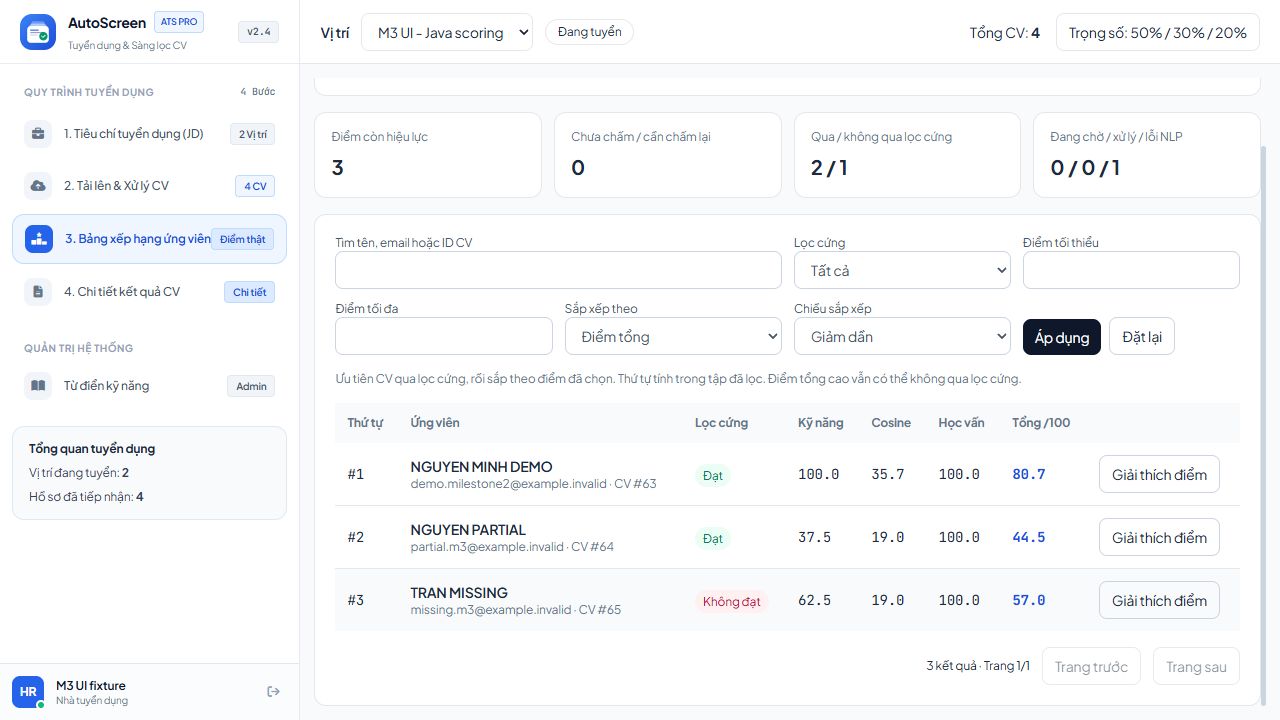 AutoScreen ATS PRO
Tuyển dụng & Sàng lọc CV
v2.4
QUY TRÌNH TUYỂN DỤNG 4 Bước
1. Tiêu chí tuyển dụng (JD) 2 Vị trí
2. Tải lên & Xử lý CV 4 CV
3. Bảng xếp hạng ứng viên Điểm thật
4. Chi tiết kết quả CV Chi tiết
QUẢN TRỊ HỆ THỐNG
Từ điển kỹ năng Admin
Tổng quan tuyển dụng
Vị trí đang tuyển: 2
Hồ sơ đã tiếp nhận: 4
HR
M3 UI fixture
Nhà tuyển dụng
Vị trí M3 UI - Java scoring Đang tuyển Tổng CV: 4 Trọng số: 50% / 30% / 20%
Điểm còn hiệu lực
3
Chưa chấm / cần chấm lại
0
Qua / không qua lọc cứng
2 / 1
Đang chờ / xử lý / lỗi NLP
0 / 0 / 1
Tìm tên, email hoặc ID CV
Lọc cứng
Tất cả
Điểm tối thiểu
Điểm tối đa
Sắp xếp theo
Điểm tổng
Chiều sắp xếp
Giảm dần
Áp dụng Đặt lại
Ưu tiên CV qua lọc cứng, rồi sắp theo điểm đã chọn. Thứ tự tính trong tập đã lọc. Điểm tổng cao vẫn có thể không qua lọc cứng.
Thứ tự Ứng viên Lọc cứng Kỹ năng Cosine Học vấn Tổng /100
#1 NGUYEN MINH DEMO Đạt 100.0 35.7 100.0 80.7 Giải thích điểm
demo.milestone2@example.invalid · CV #63
#2 NGUYEN PARTIAL Đạt 37.5 19.0 100.0 44.5 Giải thích điểm
partial.m3@example.invalid · CV #64
#3 TRAN MISSING Không đạt 62.5 19.0 100.0 57.0 Giải thích điểm
missing.m3@example.invalid · CV #65
3 kết quả · Trang 1/1 Trang trước Trang sau